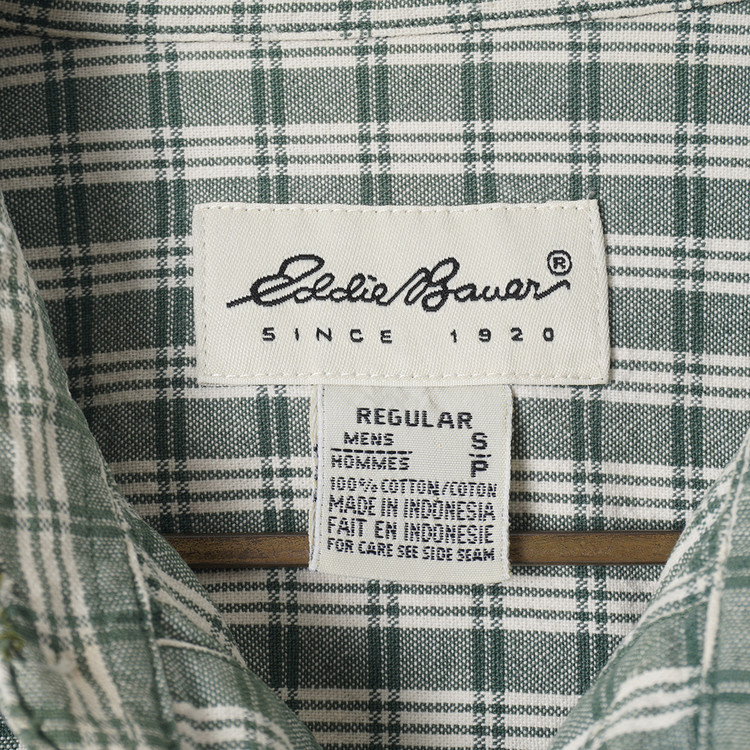 Eddie Bauer®
SINCE 1920
REGULAR
MENS S
HOMMES P
100% COTTON/COTON
MADE IN INDONESIA
FAIT EN INDONESIE
FOR CARE SEE SIDE SEAM